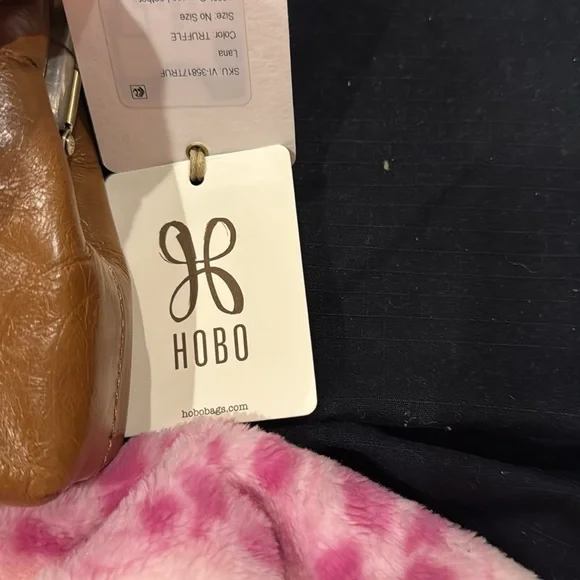 SKU: VI-35817TRUF
Lana
Color: TRUFFLE
Size: No Size
HOBO
hobobags.com